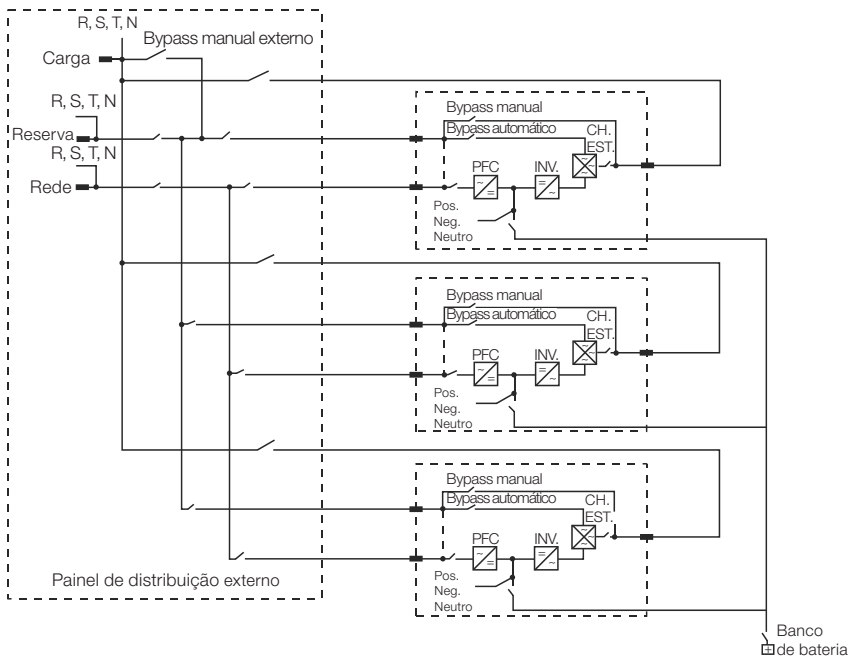 R, S, T, N
Bypass manual externo
Carga
R, S, T, N
Reserva
R, S, T, N
Rede
Bypass manual
Bypass automático
CH.
EST.
PFC
INV.
Pos.
Neg.
Neutro
Bypass manual
Bypass automático
CH.
EST.
PFC
INV.
Pos.
Neg.
Neutro
Bypass manual
Bypass automático
CH.
EST.
PFC
INV.
Pos.
Neg.
Neutro
Painel de distribuição externo
Banco
de bateria